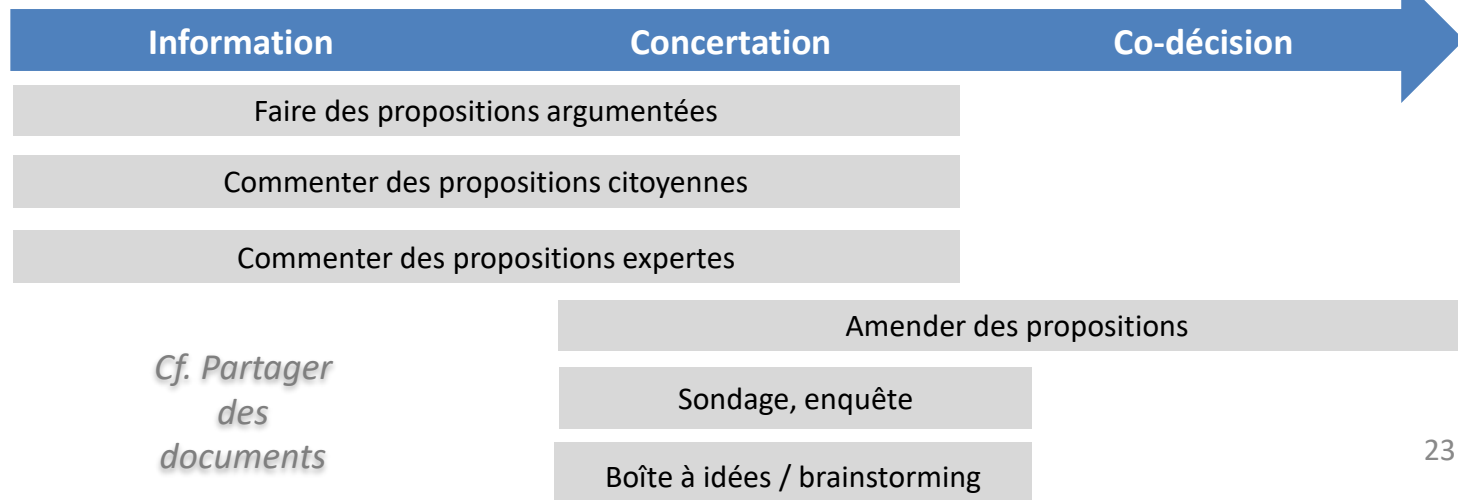 Information Concertation Co-décision
Faire des propositions argumentées
Commenter des propositions citoyennes
Commenter des propositions expertes
Amender des propositions
Cf. Partager
des
documents
Sondage, enquête
Boîte à idées / brainstorming
23